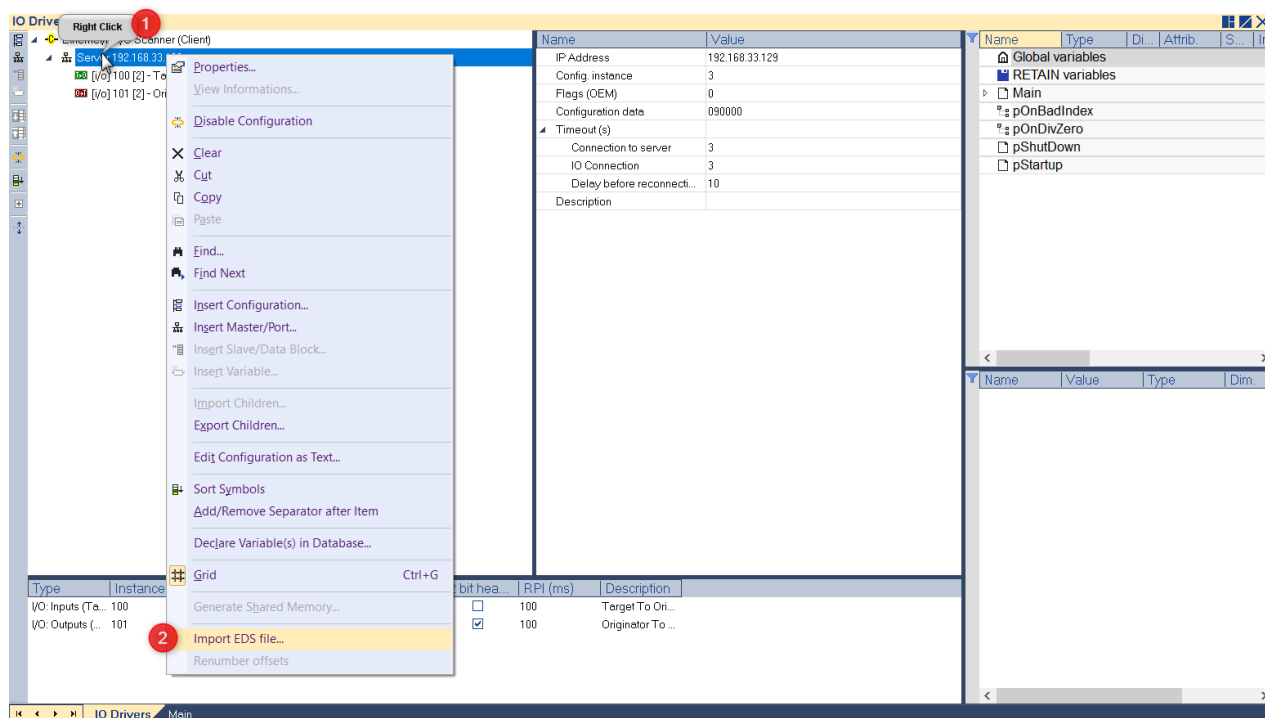 IO Drive
Right Click
1
Scanner (Client)
Server 192.168.33.
[i/o] 100 [2] - Ta
[i/o] 101 [2] - Ori
Properties...
View Informations...
Disable Configuration
Clear
Cut
Copy
Paste
Find...
Find Next
Insert Configuration...
Insert Master/Port...
Insert Slave/Data Block...
Insert Variable...
Import Children...
Export Children...
Edit Configuration as Text...
Sort Symbols
Add/Remove Separator after Item
Declare Variable(s) in Database...
Grid Ctrl+G
Generate Shared Memory...
2
Import EDS file...
Renumber offsets
Name Value
IP Address 192.168.33.129
Config. instance 3
Flags (OEM) 0
Configuration data 090000
Timeout (s)
Connection to server 3
IO Connection 3
Delay before reconnecti... 10
Description
Name Type Di... Attrib. S... In
Global variables
RETAIN variables
Main
pOnBadIndex
pOnDivZero
pShutDown
pStartup
Name Value Type Dim.
Type Instance bit hea... RPI (ms) Description
I/O: Inputs (Ta... 100 100 Target To Ori...
I/O: Outputs (... 101 100 Originator To ...
IO Drivers Main